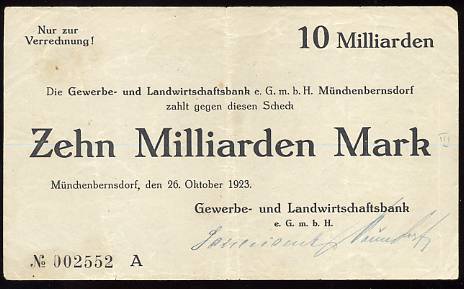 Nur zur
Verrechnung!
10 Milliarden
Die Gewerbe- und Landwirtschaftsbank e. G. m. b. H. Münchenbernsdorf
zahlt gegen diesen Scheck
Zehn Milliarden Mark
III
Münchenbernsdorf, den 26. Oktober 1923.
Gewerbe- und Landwirtschaftsbank
e. G. m. b. H.
№ 002552 A